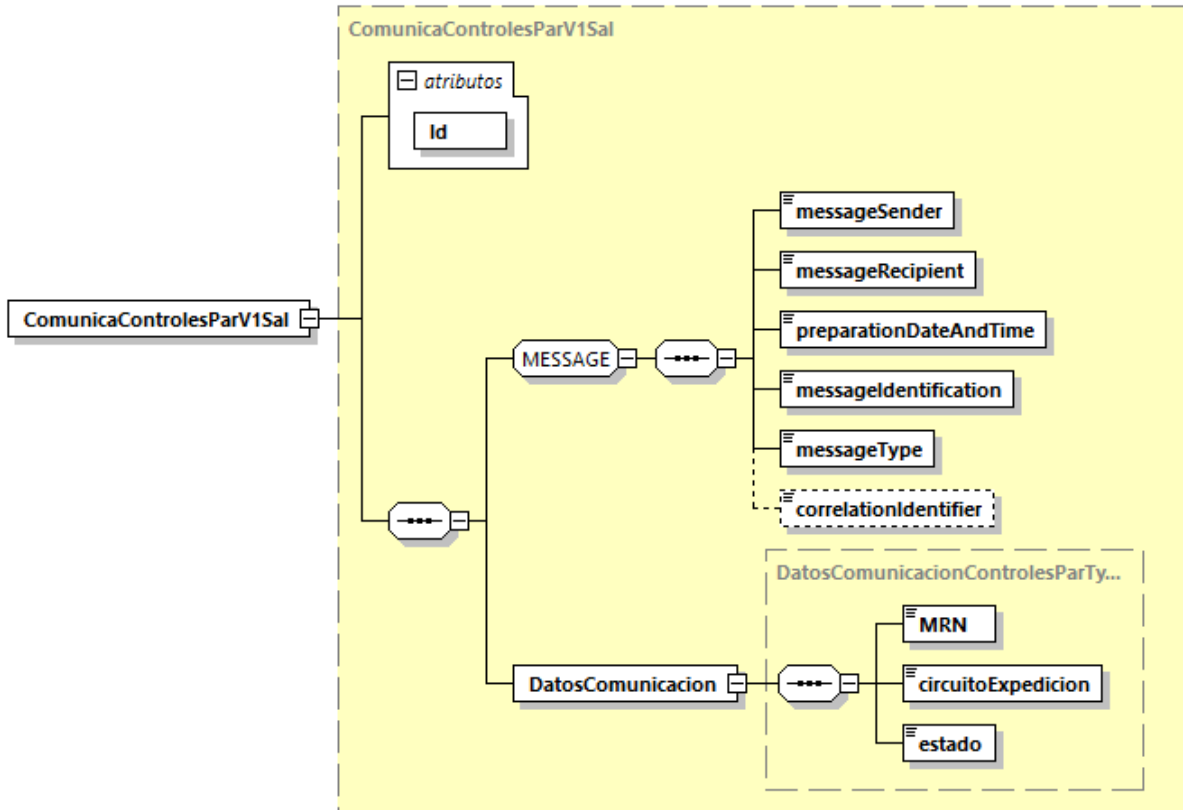 ComunicaControlesParV1Sal
atributos
Id
messageSender
messageRecipient
ComunicaControlesParV1Sal
preparationDateAndTime
MESSAGE
messageIdentification
messageType
correlationIdentifier
DatosComunicacionControlesParTy...
MRN
DatosComunicacion
circuitoExpedicion
estado